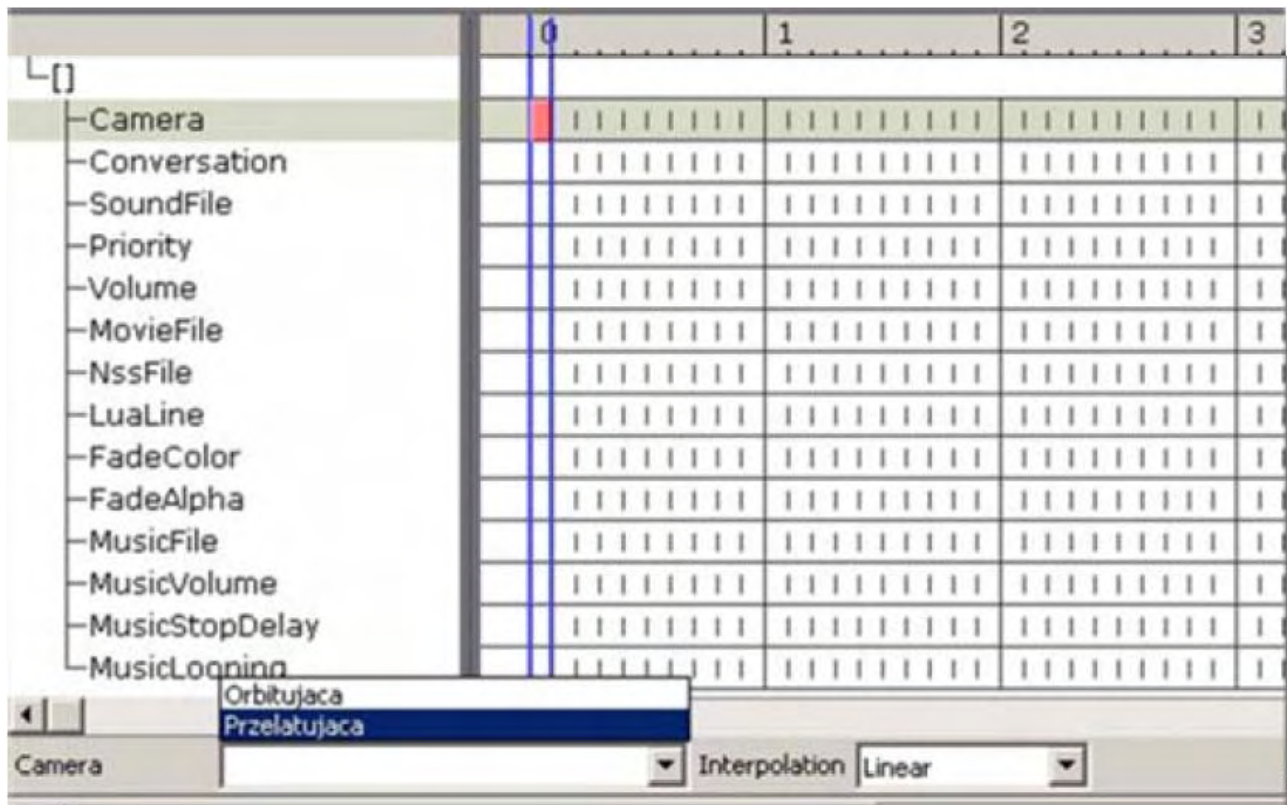 0 1 2 3
[]
Camera
Conversation
SoundFile
Priority
Volume
MovieFile
NssFile
LuaLine
FadeColor
FadeAlpha
MusicFile
MusicVolume
MusicStopDelay
MusicLooping
Orbitujaca
Przelatujaca
Camera Interpolation Linear